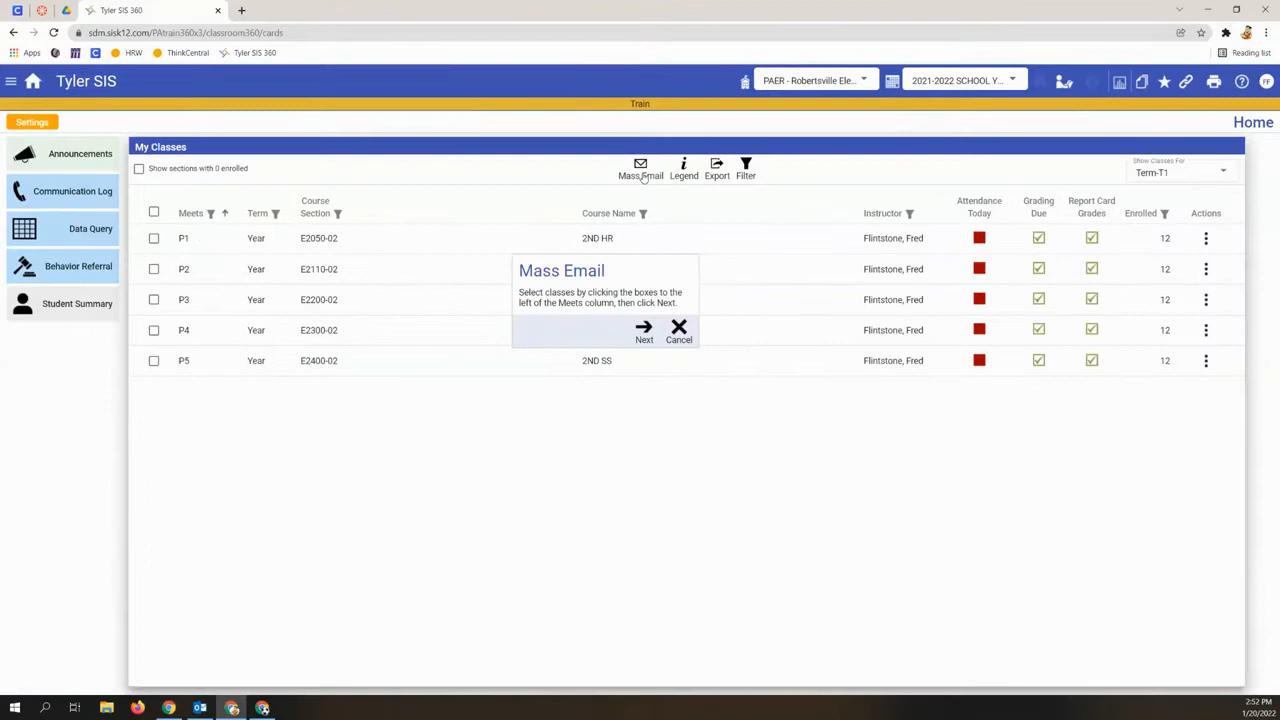 Tyler SIS 360
sdm.sisk12.com/PAtrain360x3/classroom360/cards
Apps
HRW
ThinkCentral
Tyler SIS 360
Reading list
Tyler SIS
PAER - Robertsville Ele...
2021-2022 SCHOOL Y...
FF
Train
Settings
Home
Announcements
Communication Log
Data Query
Behavior Referral
Student Summary
My Classes
Show sections with 0 enrolled
Mass Email
Legend
Export
Filter
Show Classes For
Term-T1
Meets
Term
Course Section
Course Name
Instructor
Attendance Today
Grading Due
Report Card Grades
Enrolled
Actions
P1 Year E2050-02 2ND HR Flintstone, Fred 12
P2 Year E2110-02 Flintstone, Fred 12
P3 Year E2200-02 Flintstone, Fred 12
P4 Year E2300-02 Flintstone, Fred 12
P5 Year E2400-02 2ND SS Flintstone, Fred 12
Mass Email
Select classes by clicking the boxes to the
left of the Meets column, then click Next.
Next
Cancel
2:52 PM
1/20/2022